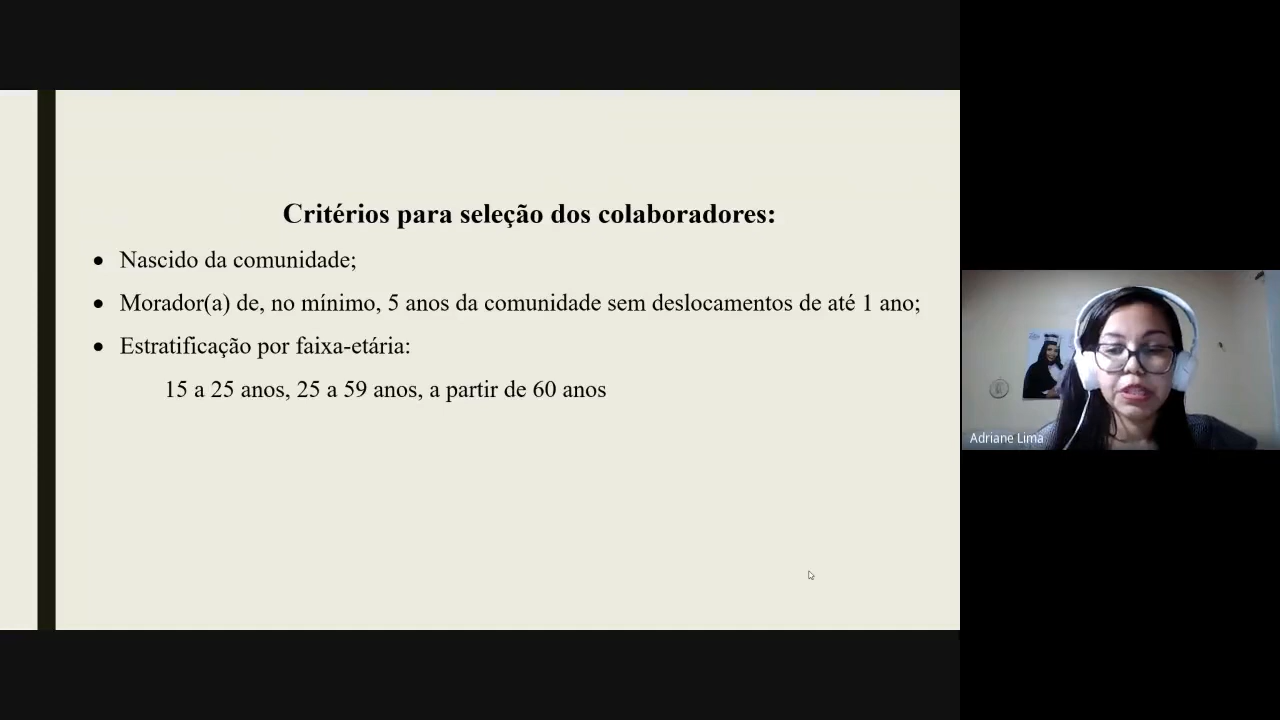 Critérios para seleção dos colaboradores:
Nascido da comunidade;
Morador(a) de, no mínimo, 5 anos da comunidade sem deslocamentos de até 1 ano;
Estratificação por faixa-etária:
15 a 25 anos, 25 a 59 anos, a partir de 60 anos
Adriane Lima